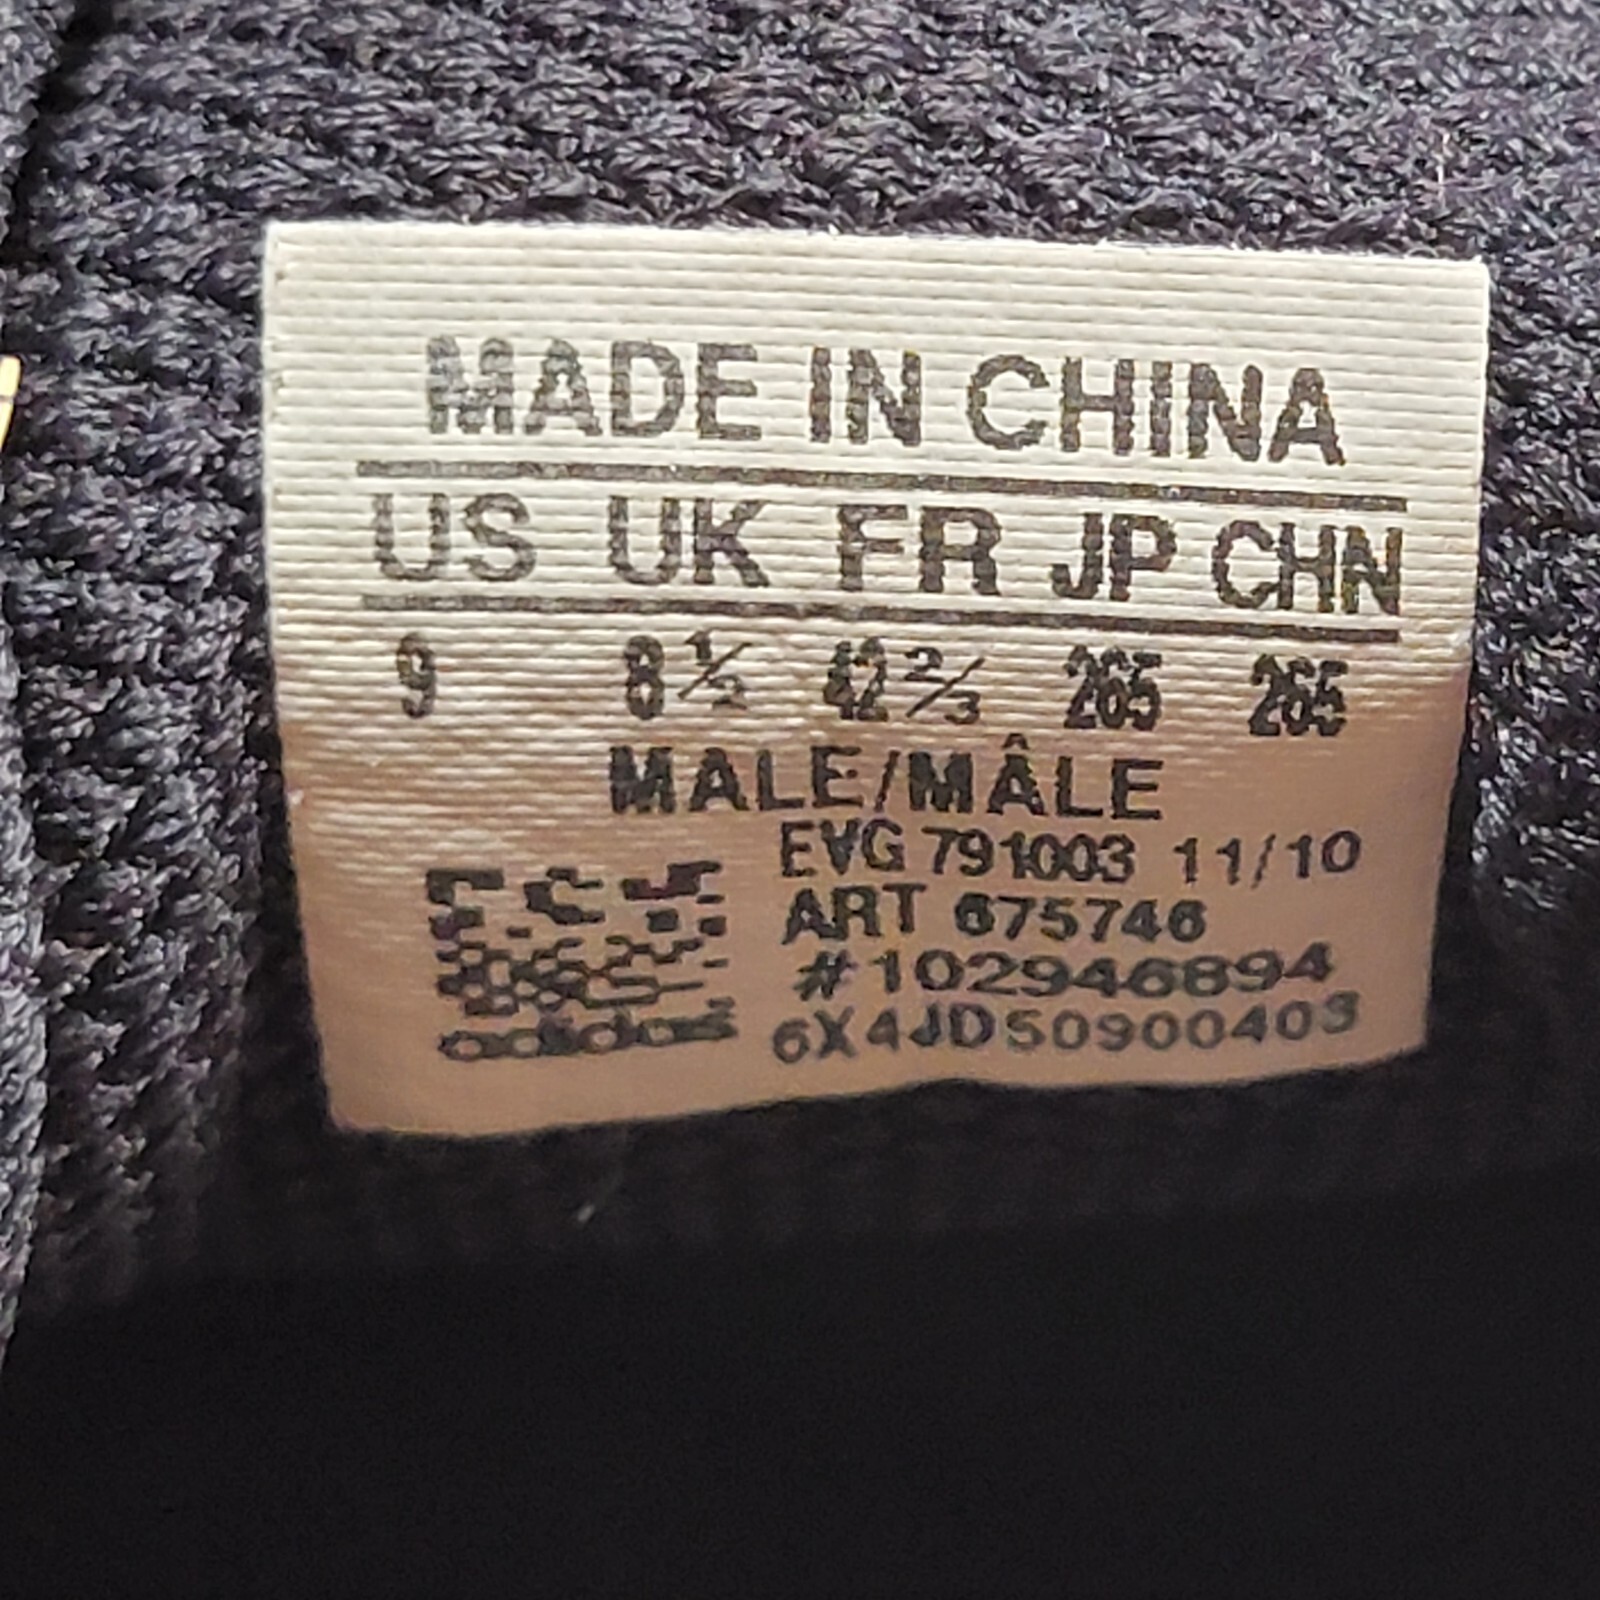 MADE IN CHINA
US UK FR JP CHN
9 8½ 42⅔ 265 265
MALE/MÂLE
EVG 791003 11/10
ART 675746
#102946894
adidas 6X4JD50900403